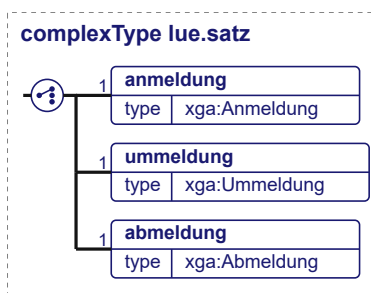 complexType lue.satz
1 anmeldung
type xga:Anmeldung
1 ummeldung
type xga:Ummeldung
1 abmeldung
type xga:Abmeldung